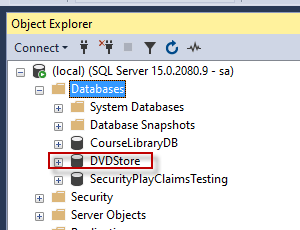 Object Explorer
Connect
(local) (SQL Server 15.0.2080.9 - sa)
Databases
System Databases
Database Snapshots
CourseLibraryDB
DVDStore
SecurityPlayClaimsTesting
Security
Server Objects
Replication